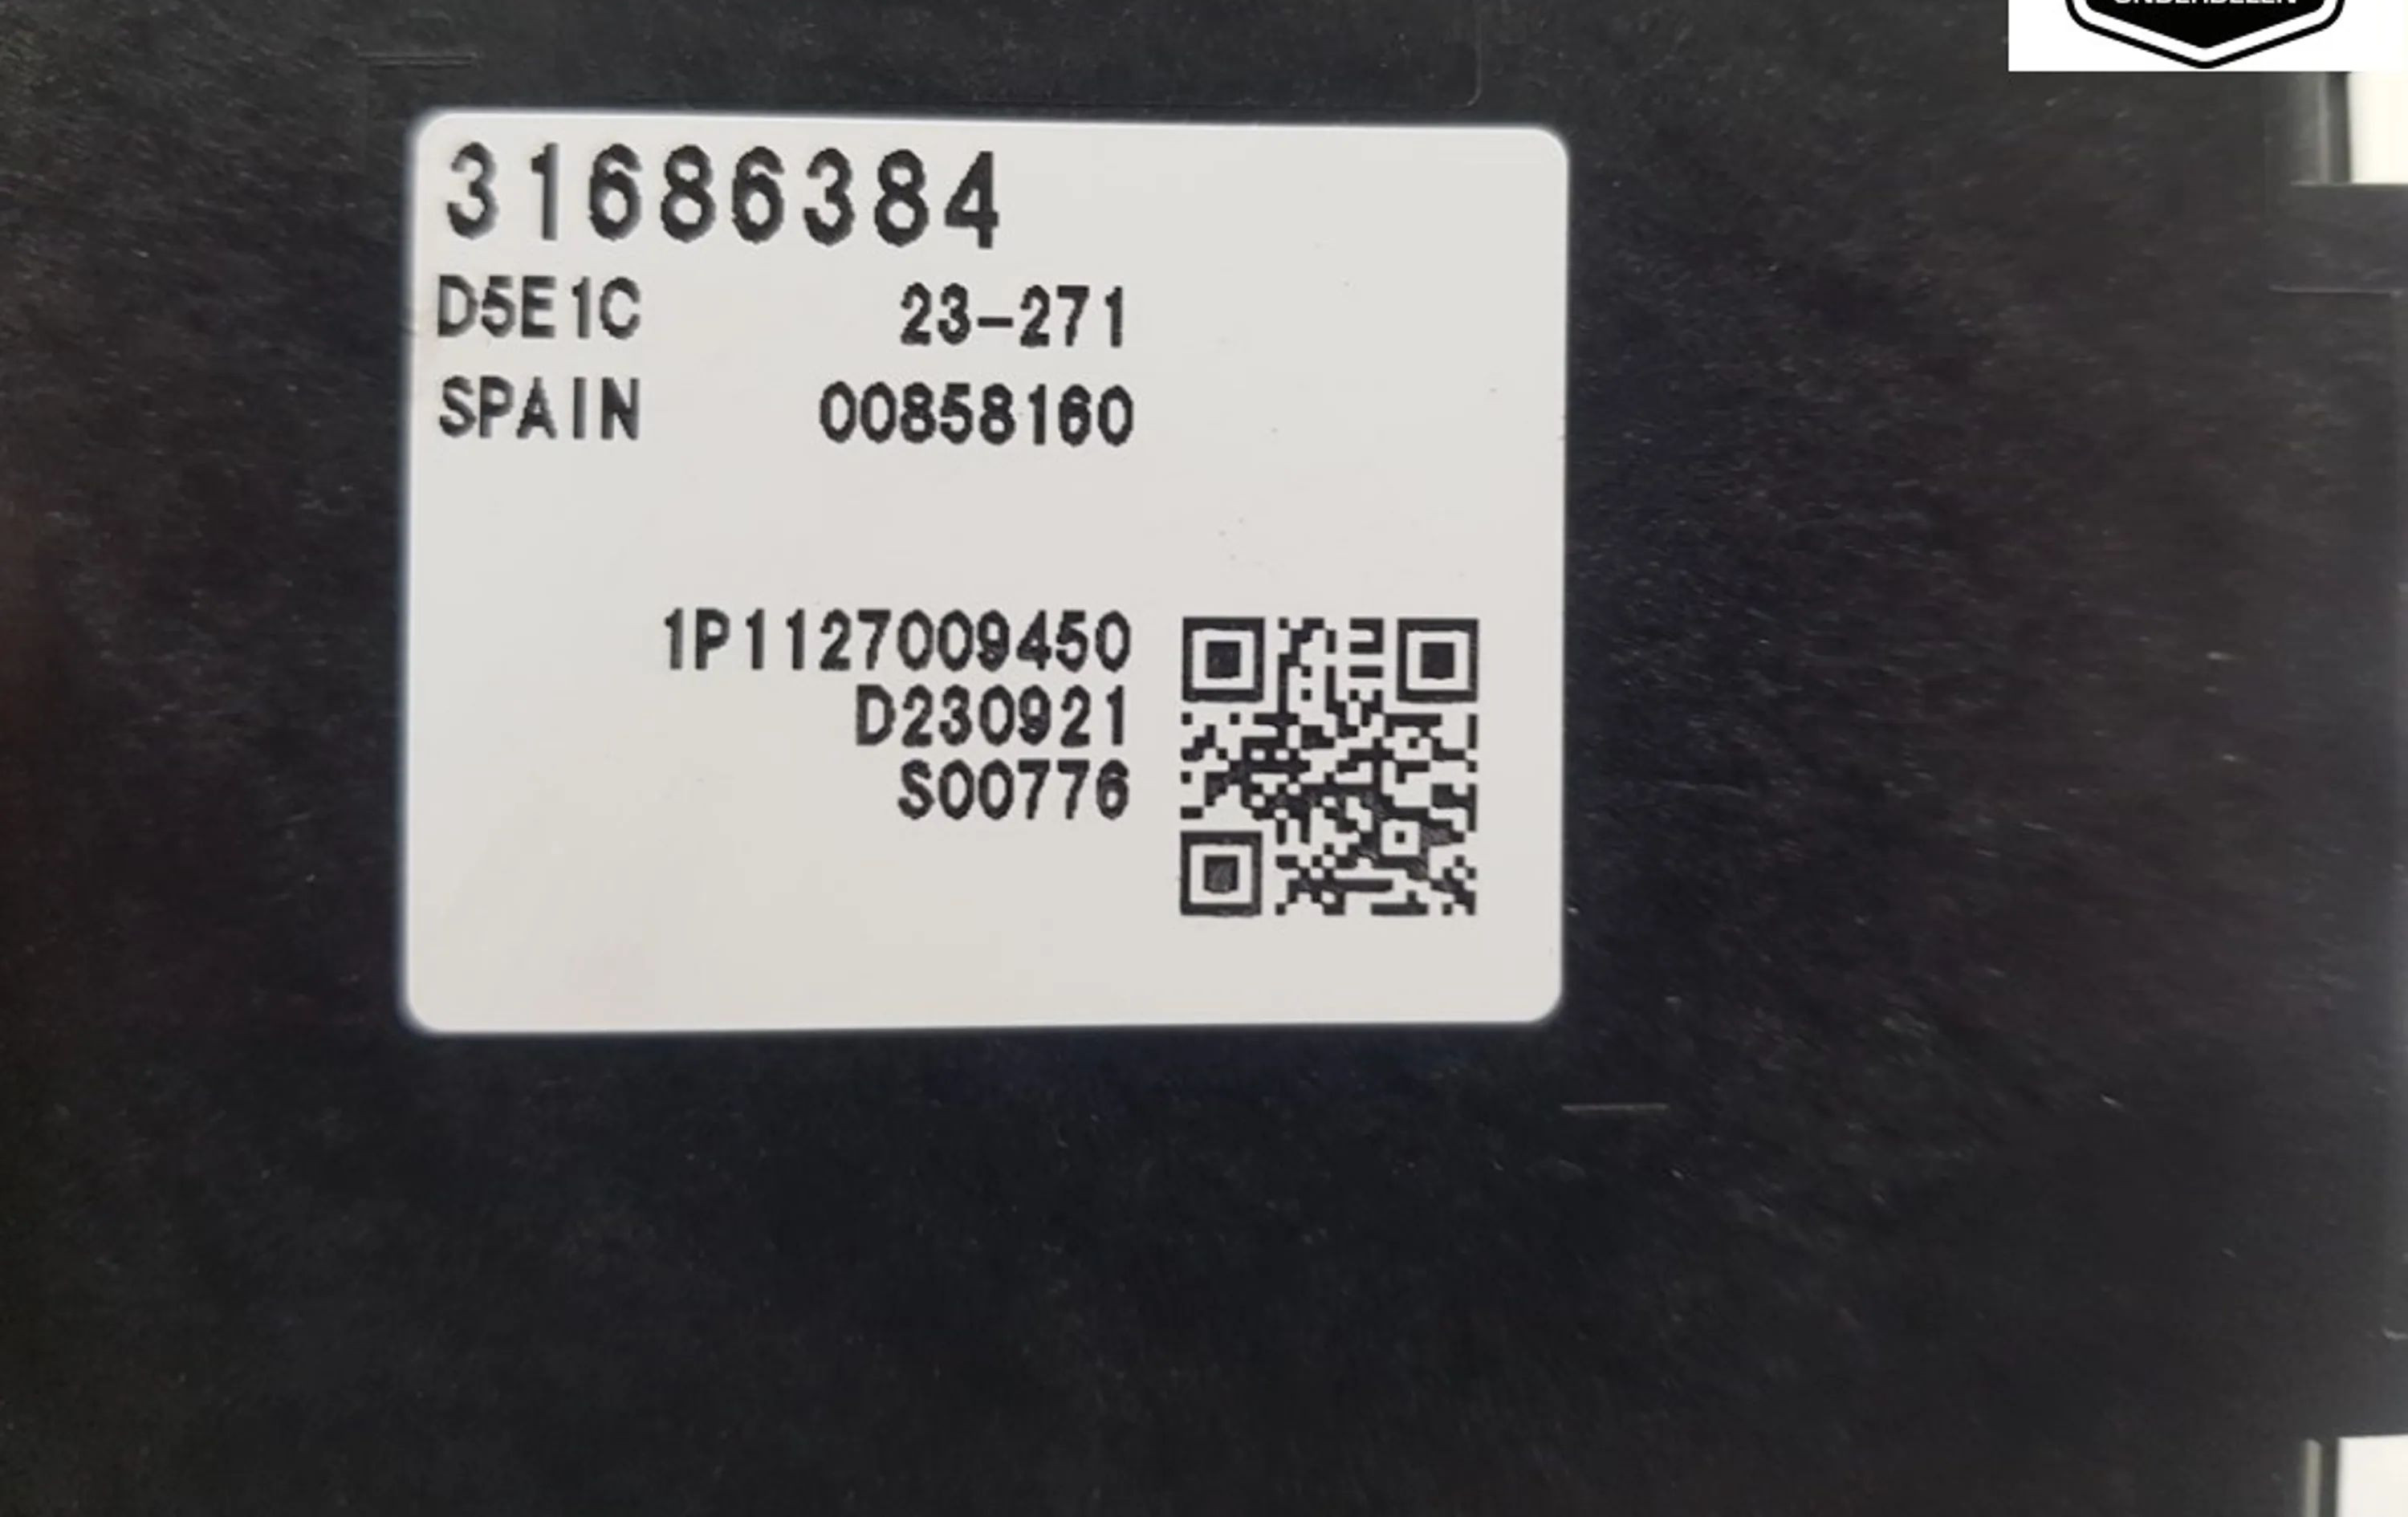 31686384
D5E1C 23-271
SPAIN 00858160
1P1127009450
D230921
S00776